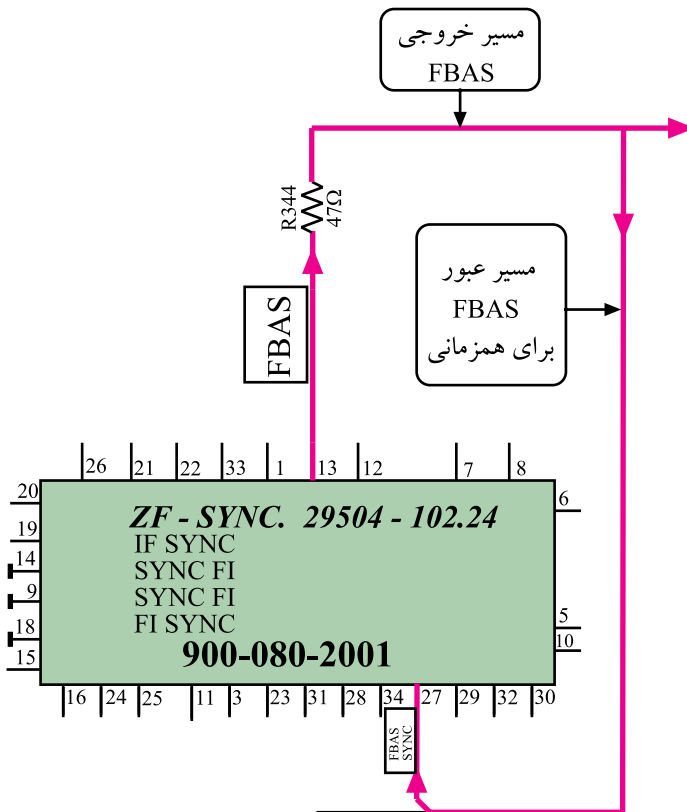 مسیر خروجی
FBAS
R344
47Ω
مسیر عبور
FBAS
برای همزمانی
FBAS
26 21 22 33 1 13 12 7 8
20
19
14
9
18
15
6
5
10
ZF - SYNC. 29504 - 102.24
IF SYNC
SYNC FI
SYNC FI
FI SYNC
900-080-2001
16 24 25 11 3 23 31 28 34 27 29 32 30
FBAS
SYNC